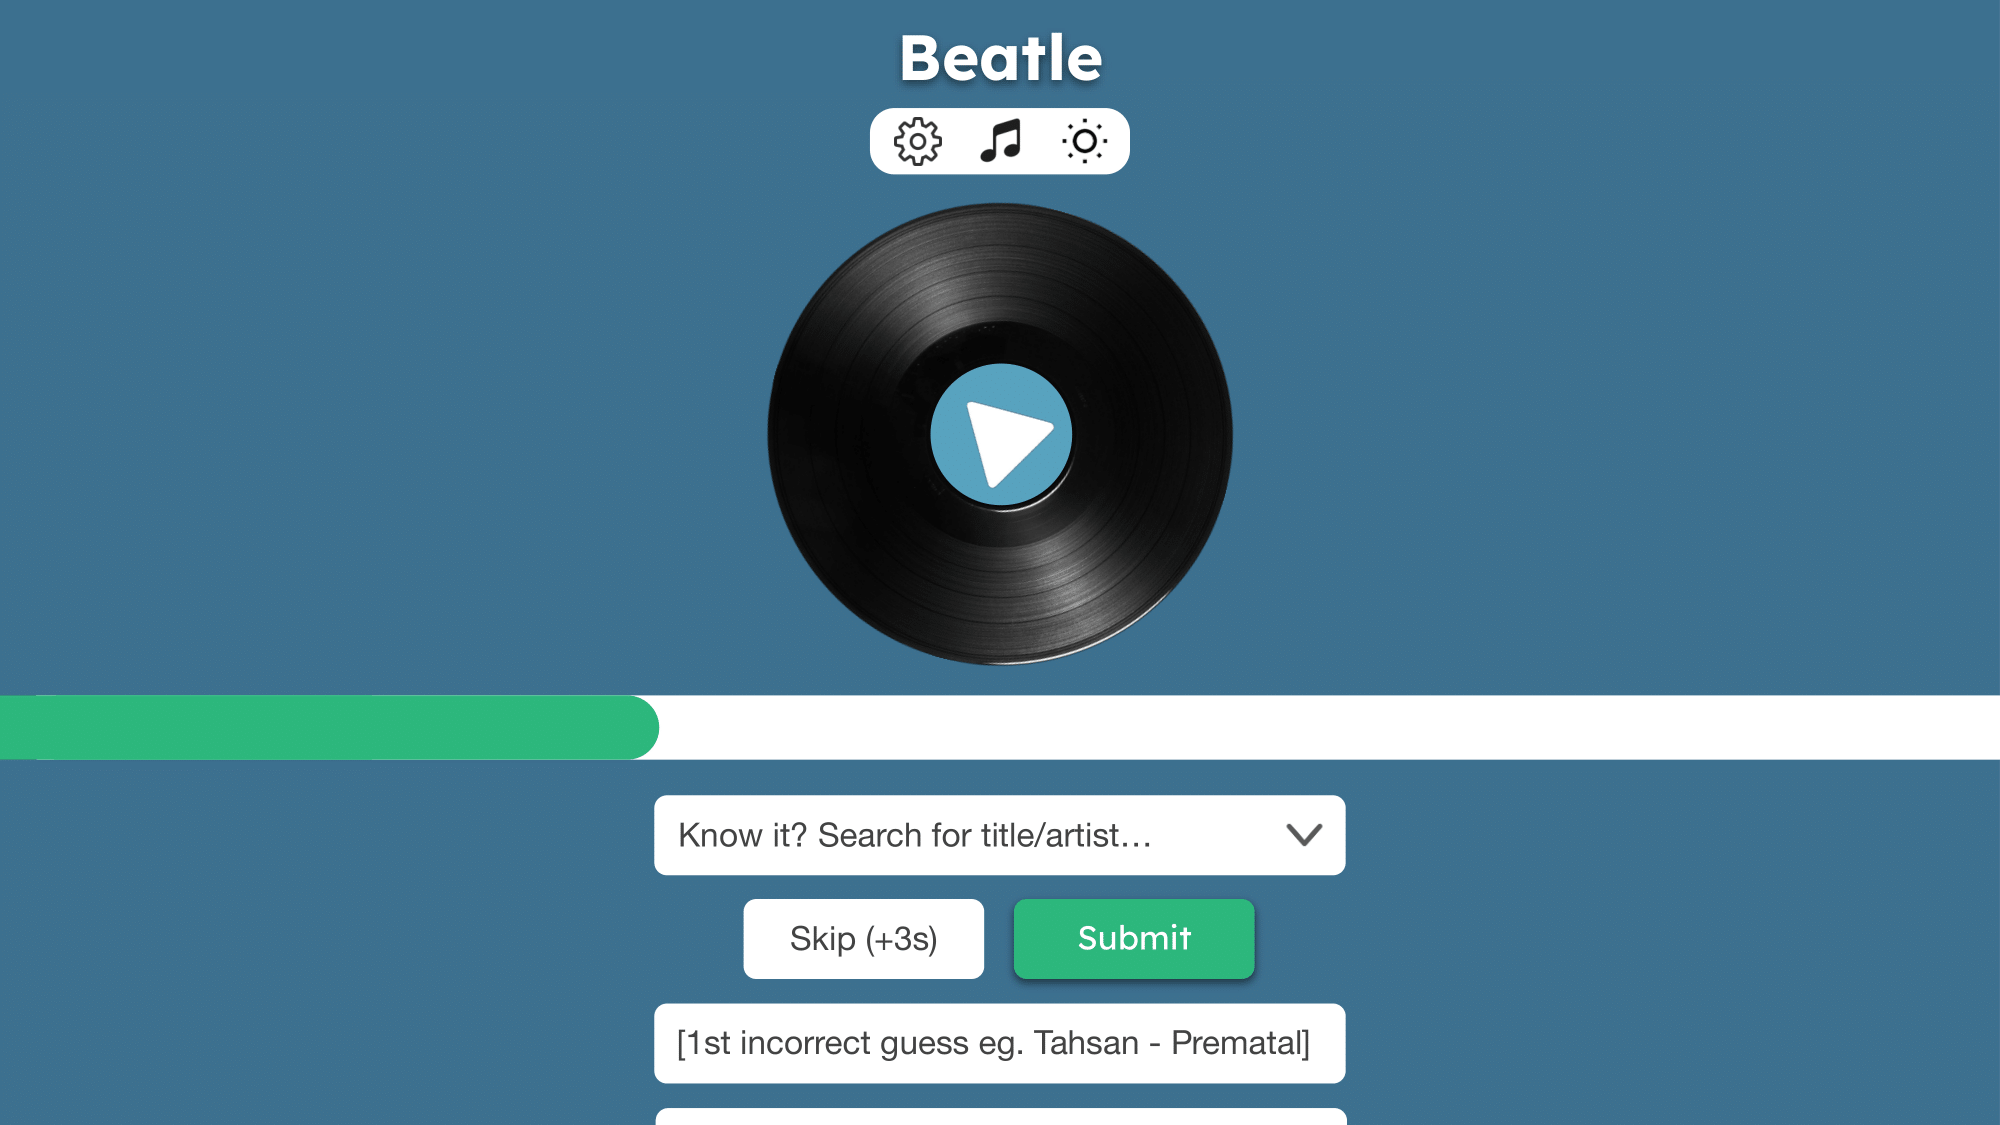 Beatle
Know it? Search for title/artist...
Skip (+3s)
Submit
[1st incorrect guess eg. Tahsan - Prematal]